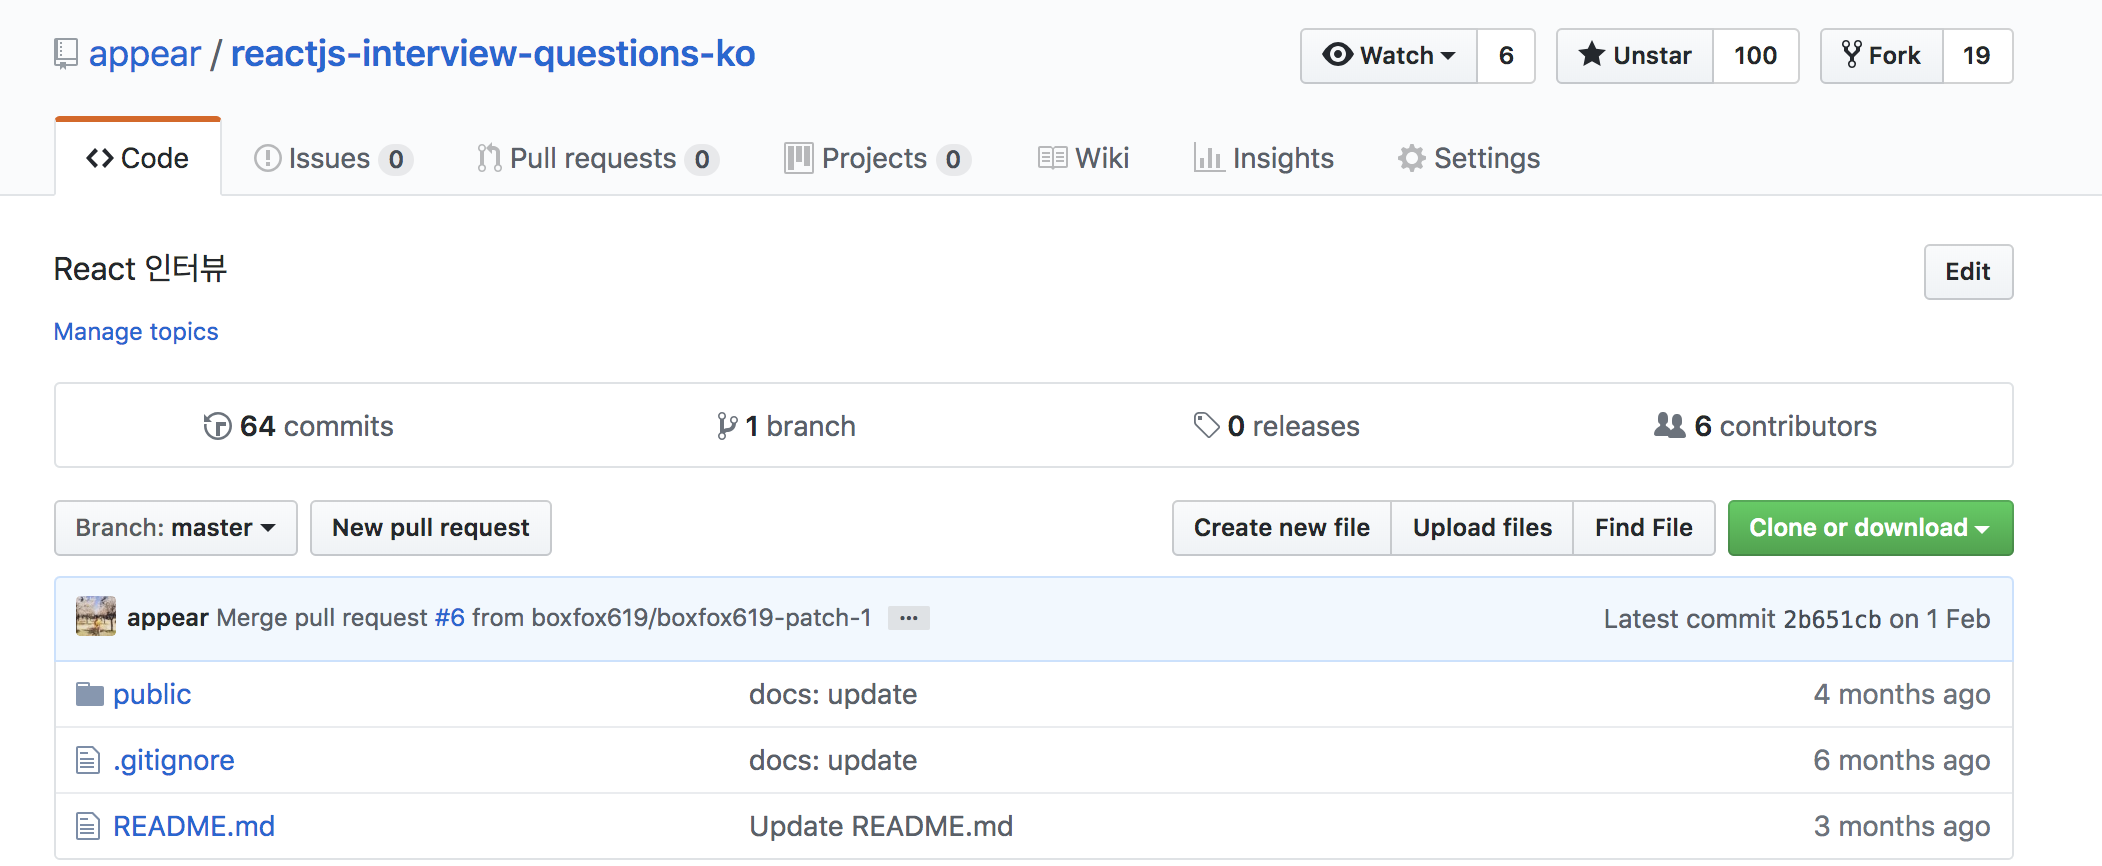 appear / reactjs-interview-questions-ko Watch 6 Unstar 100 Fork 19
Code Issues 0 Pull requests 0 Projects 0 Wiki Insights Settings
React 인터뷰 Edit
Manage topics
64 commits 1 branch 0 releases 6 contributors
Branch: master New pull request Create new file Upload files Find File Clone or download
appear Merge pull request #6 from boxfox619/boxfox619-patch-1 ... Latest commit 2b651cb on 1 Feb
public docs: update 4 months ago
.gitignore docs: update 6 months ago
README.md Update README.md 3 months ago